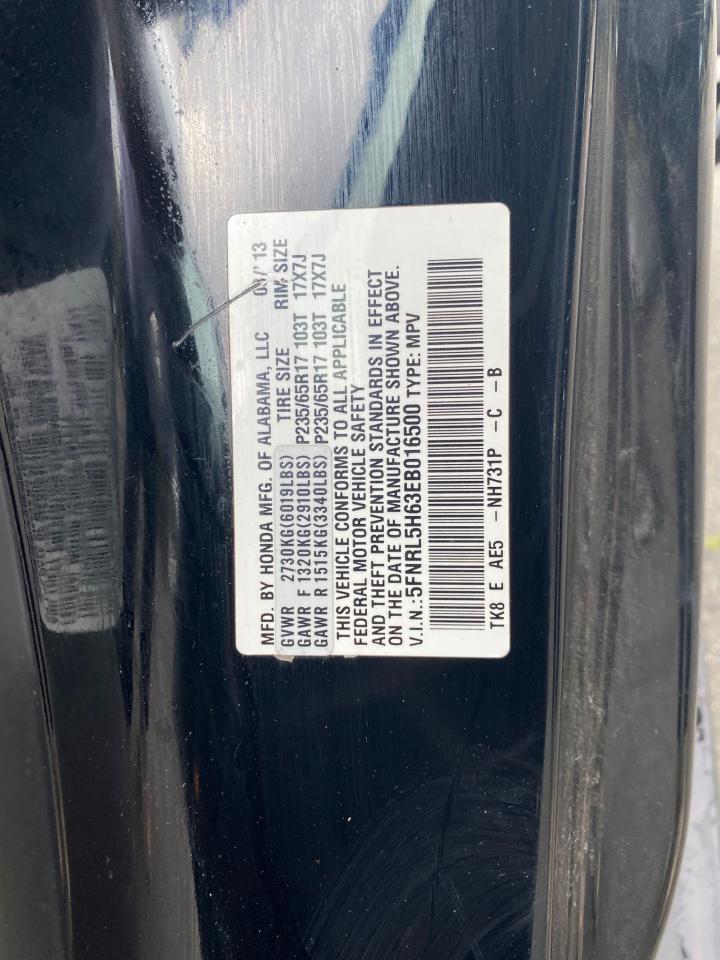 MFD. BY HONDA MFG. OF ALABAMA, LLC '13
GVWR 2730KG(6019LBS) TIRE SIZE RIM SIZE
GAWR F 1320KG(2910LBS) P235/65R17 103T 17X7J
GAWR R 1515KG(3340LBS) P235/65R17 103T 17X7J
THIS VEHICLE CONFORMS TO ALL APPLICABLE
FEDERAL MOTOR VEHICLE SAFETY
AND THEFT PREVENTION STANDARDS IN EFFECT
ON THE DATE OF MANUFACTURE SHOWN ABOVE.
V.I.N.:5FNRL5H63EB016500 TYPE: MPV
TK8 E AE5 -NH731P -C -B